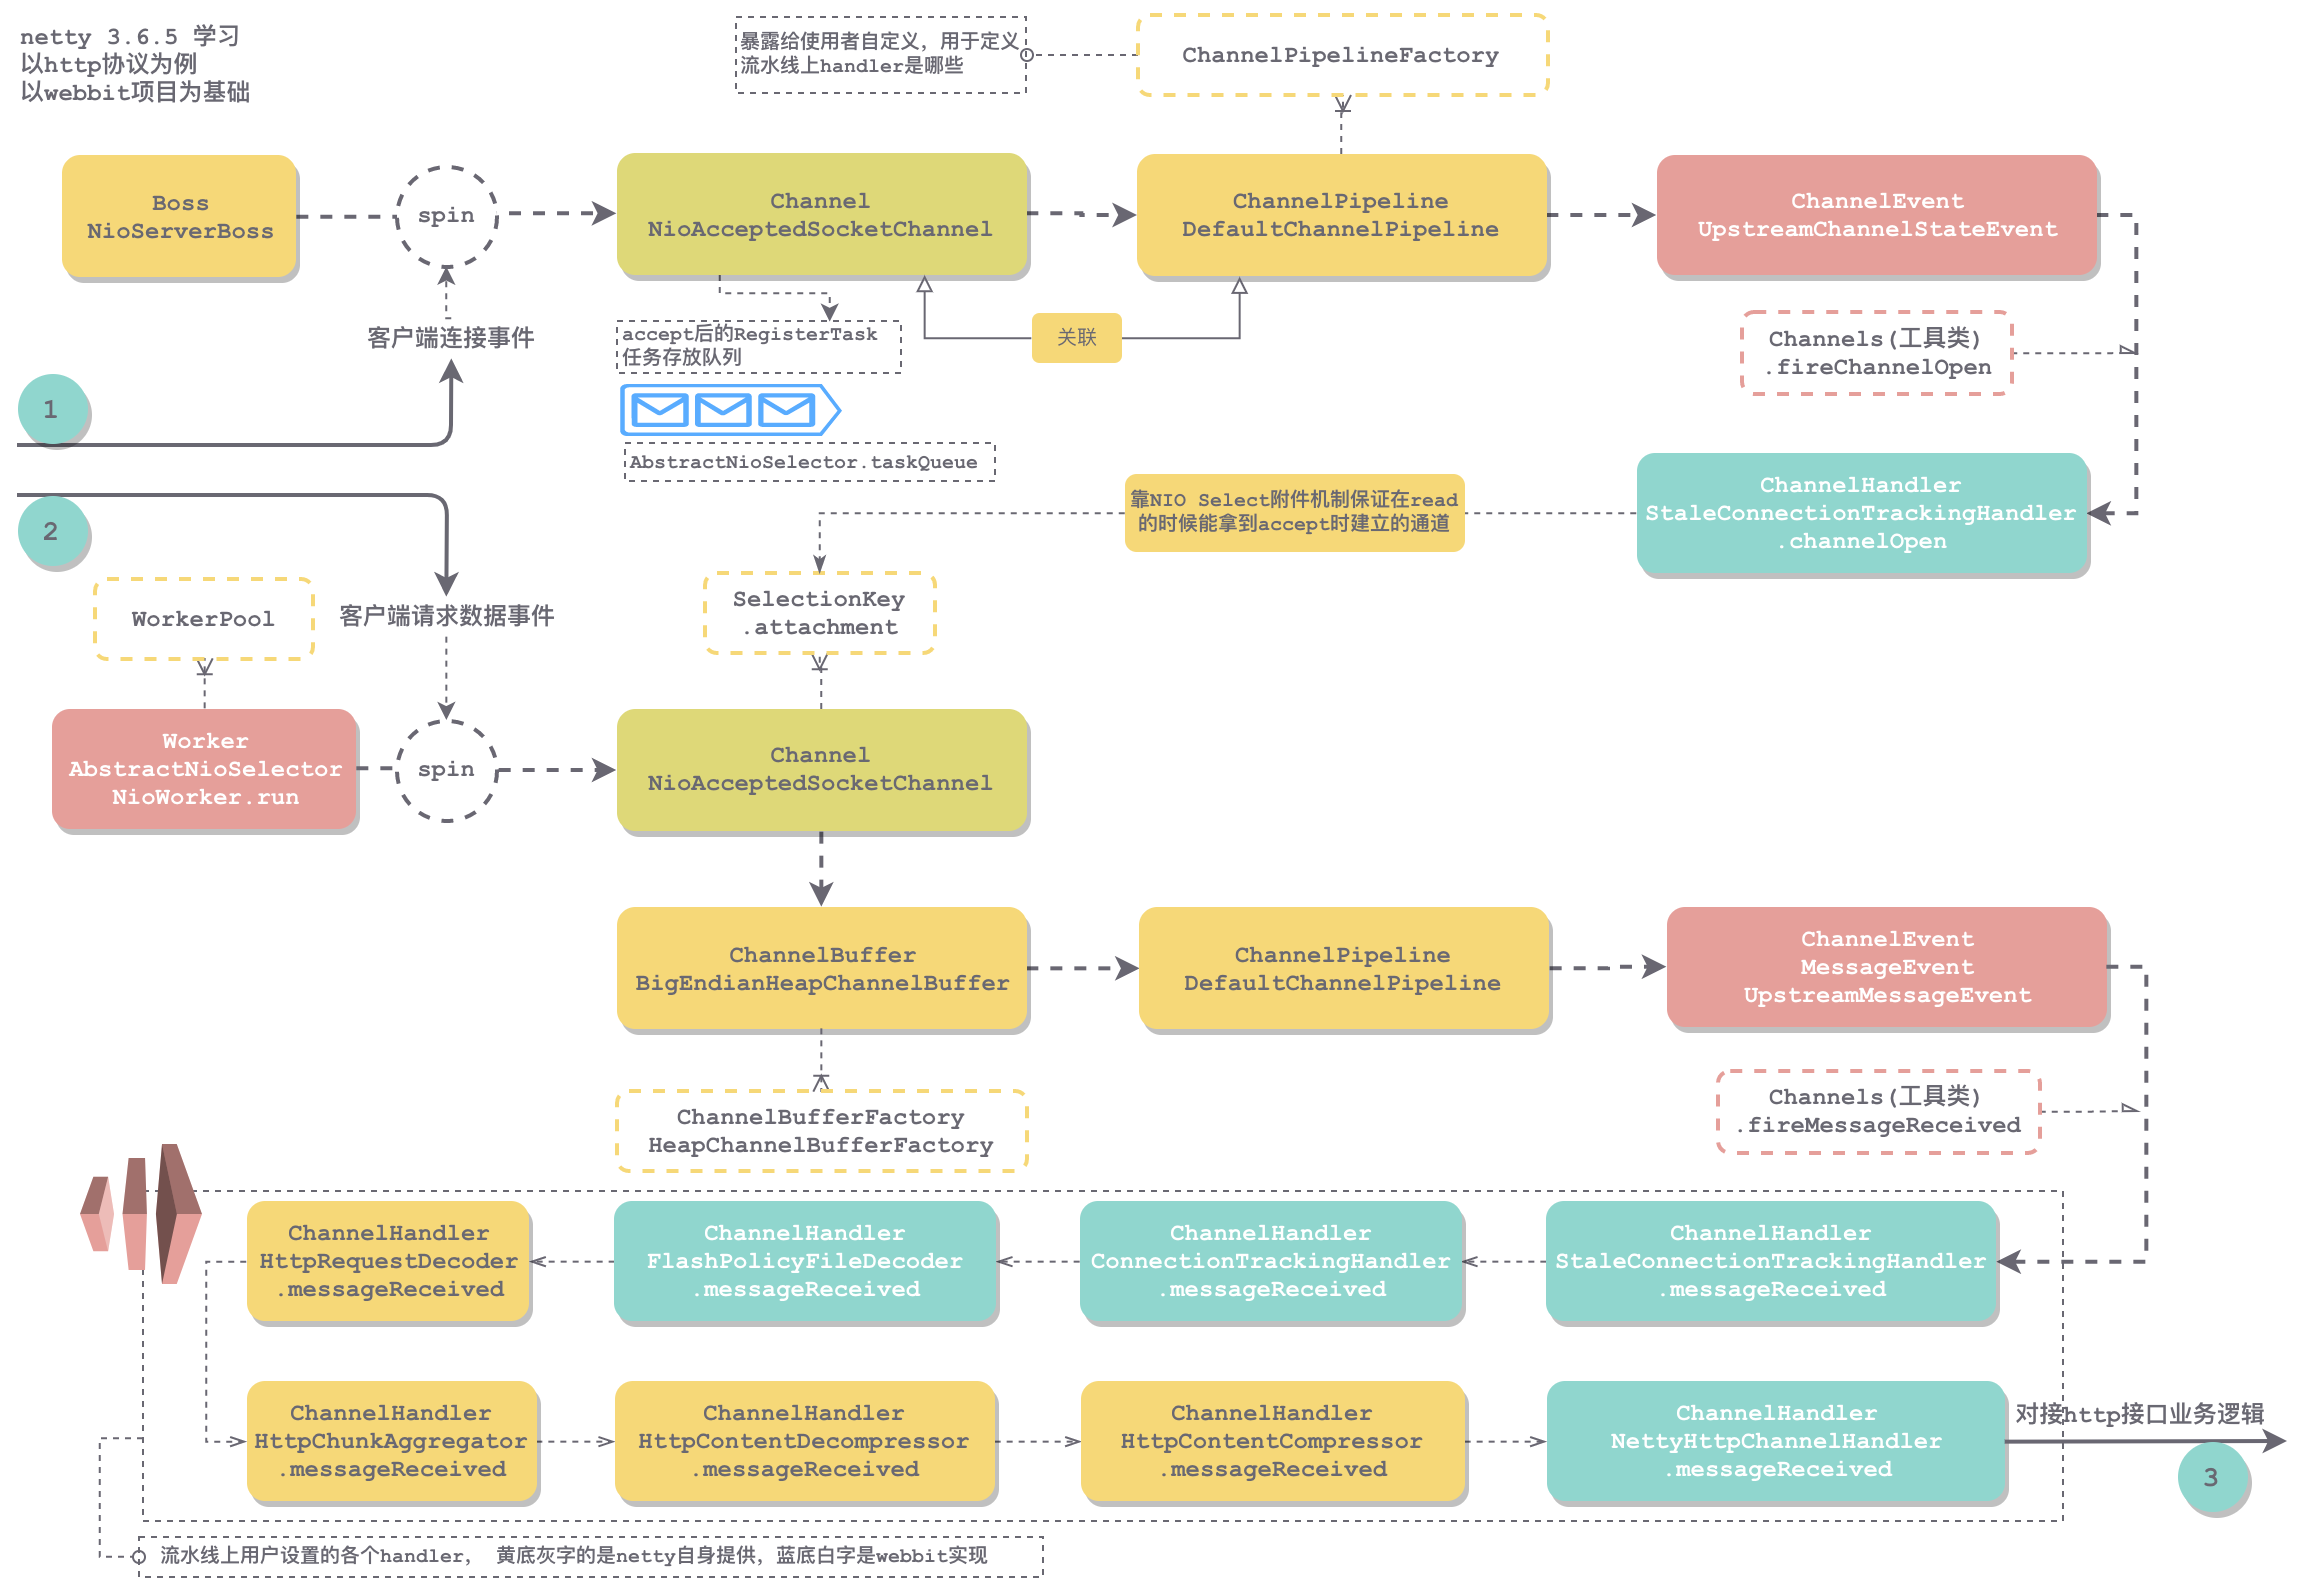 netty 3.6.5 学习
以http协议为例
以webbit项目为基础
暴露给使用者自定义，用于定义
流水线上handler是哪些
ChannelPipelineFactory
Boss
NioServerBoss
spin
Channel
NioAcceptedSocketChannel
ChannelPipeline
DefaultChannelPipeline
ChannelEvent
UpstreamChannelStateEvent
客户端连接事件
accept后的RegisterTask
任务存放队列
关联
Channels(工具类)
.fireChannelOpen
1
AbstractNioSelector.taskQueue
2
靠NIO Select附件机制保证在read
的时候能拿到accept时建立的通道
ChannelHandler
StaleConnectionTrackingHandler
.channelOpen
WorkerPool
客户端请求数据事件
SelectionKey
.attachment
Worker
AbstractNioSelector
NioWorker.run
spin
Channel
NioAcceptedSocketChannel
ChannelBuffer
BigEndianHeapChannelBuffer
ChannelPipeline
DefaultChannelPipeline
ChannelEvent
MessageEvent
UpstreamMessageEvent
ChannelBufferFactory
HeapChannelBufferFactory
Channels(工具类)
.fireMessageReceived
ChannelHandler
HttpRequestDecoder
.messageReceived
ChannelHandler
FlashPolicyFileDecoder
.messageReceived
ChannelHandler
ConnectionTrackingHandler
.messageReceived
ChannelHandler
StaleConnectionTrackingHandler
.messageReceived
ChannelHandler
HttpChunkAggregator
.messageReceived
ChannelHandler
HttpContentDecompressor
.messageReceived
ChannelHandler
HttpContentCompressor
.messageReceived
ChannelHandler
NettyHttpChannelHandler
.messageReceived
对接http接口业务逻辑
3
流水线上用户设置的各个handler， 黄底灰字的是netty自身提供，蓝底白字是webbit实现